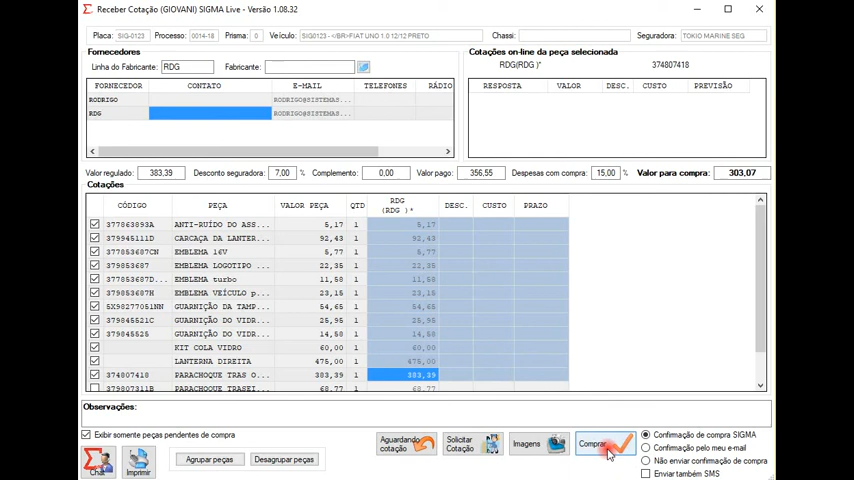 Receber Cotação (GIOVANI) SIGMA Live - Versão 1.08.32
Placa: SIG-0123 Processo: 0014-18 Prisma: 0 Veículo: SIG0123 - <BR>FIAT UNO 1.0 12/12 PRETO Chassi: Seguradora: TOKIO MARINE SEG
Fornecedores
Linha do Fabricante: RDG Fabricante:
FORNECEDOR CONTATO E-MAIL TELEFONES RÁDIO
RODRIGO RODRIGO@SISTEMAS...
RDG RODRIGO@SISTEMAS...
Cotações on-line da peça selecionada
RDG(RDG )* 374807418
RESPOSTA VALOR DESC. CUSTO PREVISÃO
Valor regulado: 383,39 Desconto seguradora: 7,00 % Complemento: 0,00 Valor pago: 356,55 Despesas com compra: 15,00 % Valor para compra: 303,07
Cotações
CÓDIGO PEÇA VALOR PEÇA QTD RDG (RDG )* DESC. CUSTO PRAZO
377863893A ANTI-RUÍDO DO ASS... 5,17 1 5,17
379945111D CARCAÇA DA LANTER... 92,43 1 92,43
377853687CN EMBLEMA 16V 5,77 1 5,77
379853687 EMBLEMA LOGOTIPO ... 22,35 1 22,35
377853687D... EMBLEMA turbo 11,58 1 11,58
379853687H EMBLEMA VEÍCULO p... 23,15 1 23,15
5X98277051NN GUARNIÇÃO DA TAMP... 54,65 1 54,65
379845521C GUARNIÇÃO DO VIDR... 25,95 1 25,95
379845525 GUARNIÇÃO DO VIDR... 14,58 1 14,58
KIT COLA VIDRO 60,00 1 60,00
LANTERNA DIREITA 475,00 1 475,00
374807418 PARACHOQUE TRAS O... 383,39 1 383,39
379807311B PARACHOQUE TRASEI... 68,77 1 68,77
Observações:
Exibir somente peças pendentes de compra
Chat
Imprimir
Agrupar peças
Desagrupar peças
Aguardando cotação
Solicitar Cotação
Imagens
Comprar
Confirmação de compra SIGMA
Confirmação pelo meu e-mail
Não enviar confirmação de compra
Enviar também SMS